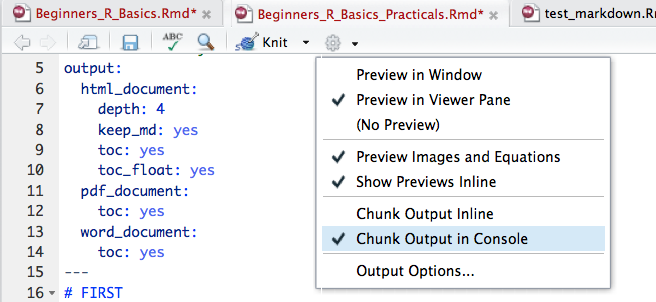 Beginners_R_Basics.Rmd*
Beginners_R_Basics_Practicals.Rmd*
test_markdown.R
ABC
Knit
5
output:
6
html_document:
7
depth: 4
8
keep_md: yes
9
toc: yes
10
toc_float: yes
11
pdf_document:
12
toc: yes
13
word_document:
14
toc: yes
15
---
16
# FIRST
Preview in Window
Preview in Viewer Pane
(No Preview)
Preview Images and Equations
Show Previews Inline
Chunk Output Inline
Chunk Output in Console
Output Options...